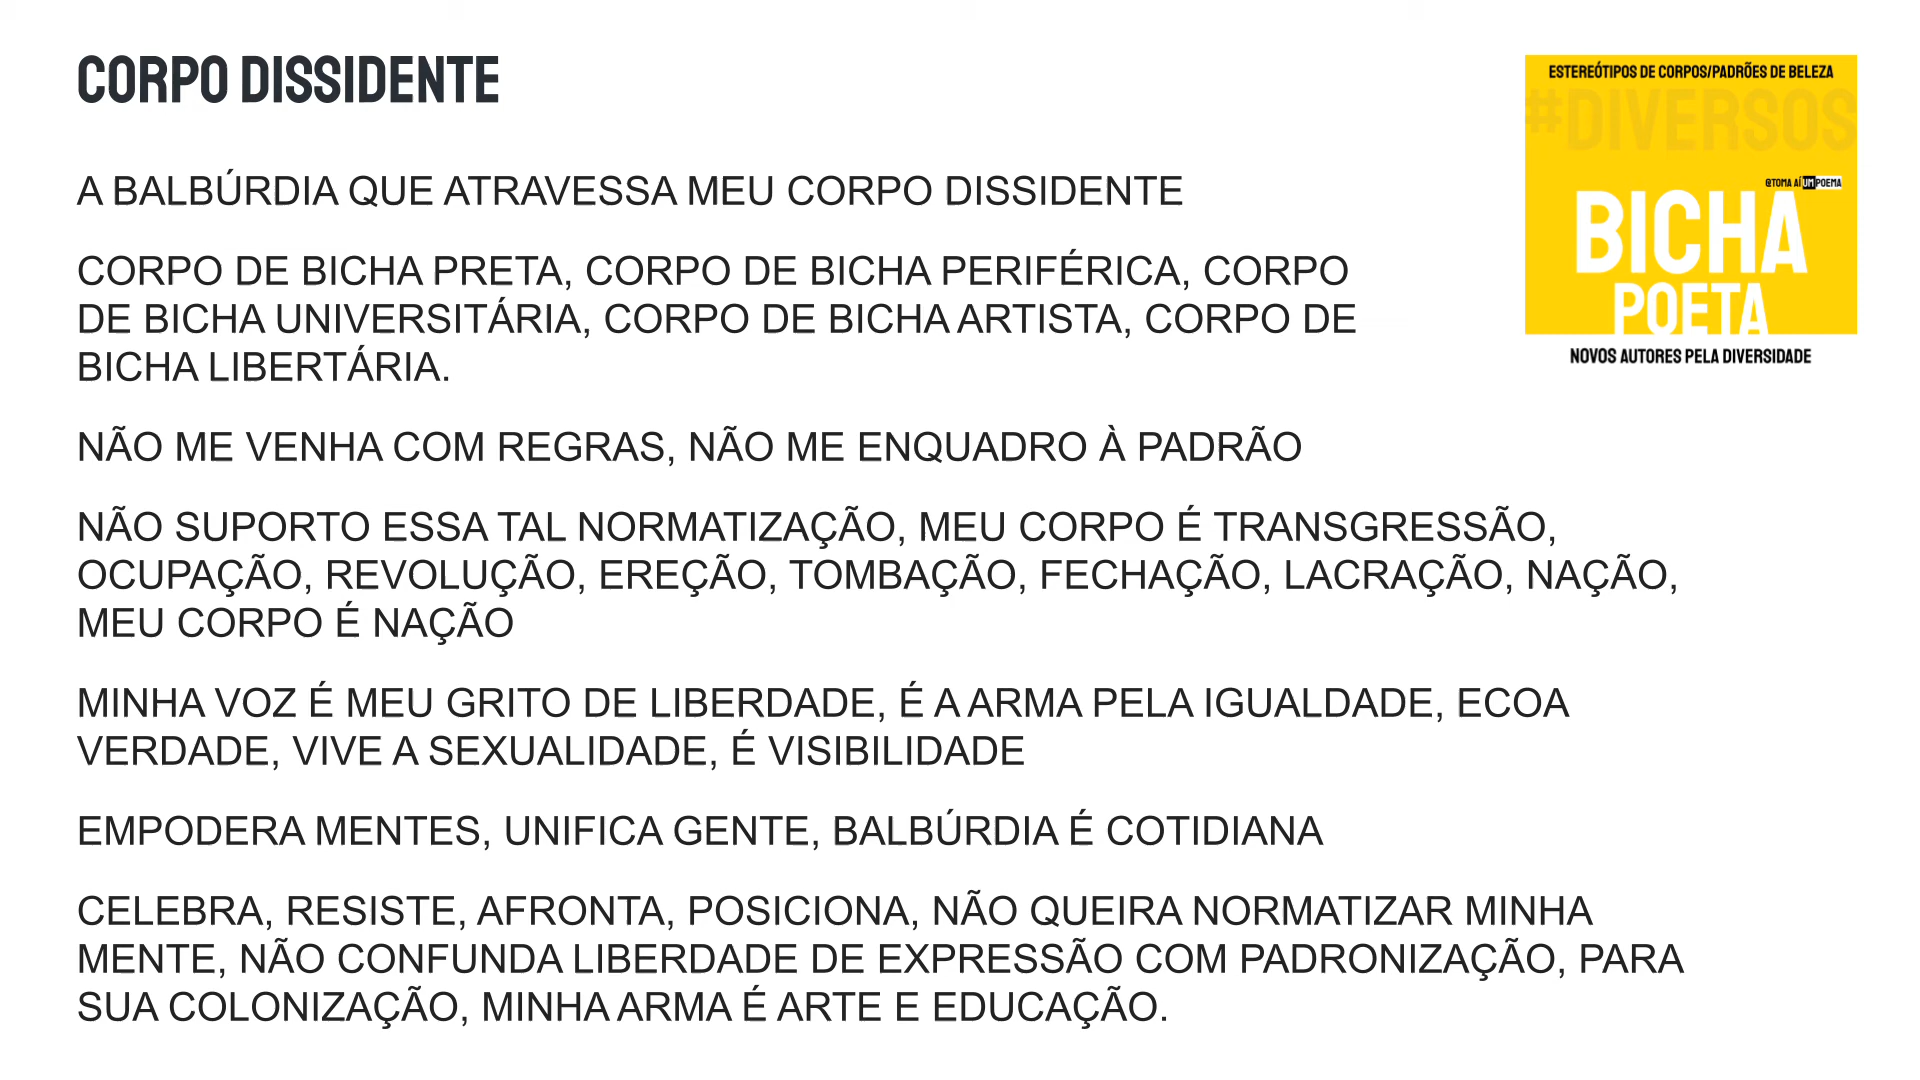 CORPO DISSIDENTE
A BALBÚRDIA QUE ATRAVESSA MEU CORPO DISSIDENTE
CORPO DE BICHA PRETA, CORPO DE BICHA PERIFÉRICA, CORPO
DE BICHA UNIVERSITÁRIA, CORPO DE BICHA ARTISTA, CORPO DE
BICHA LIBERTÁRIA.
NÃO ME VENHA COM REGRAS, NÃO ME ENQUADRO À PADRÃO
NÃO SUPORTO ESSA TAL NORMATIZAÇÃO, MEU CORPO É TRANSGRESSÃO,
OCUPAÇÃO, REVOLUÇÃO, EREÇÃO, TOMBAÇÃO, FECHAÇÃO, LACRAÇÃO, NAÇÃO,
MEU CORPO É NAÇÃO
MINHA VOZ É MEU GRITO DE LIBERDADE, É A ARMA PELA IGUALDADE, ECOA
VERDADE, VIVE A SEXUALIDADE, É VISIBILIDADE
EMPODERA MENTES, UNIFICA GENTE, BALBÚRDIA É COTIDIANA
CELEBRA, RESISTE, AFRONTA, POSICIONA, NÃO QUEIRA NORMATIZAR MINHA
MENTE, NÃO CONFUNDA LIBERDADE DE EXPRESSÃO COM PADRONIZAÇÃO, PARA
SUA COLONIZAÇÃO, MINHA ARMA É ARTE E EDUCAÇÃO.
ESTEREÓTIPOS DE CORPOS/PADRÕES DE BELEZA
#DIVERSOS
@TOMA AÍ UM POEMA
BICHA
POETA
NOVOS AUTORES PELA DIVERSIDADE